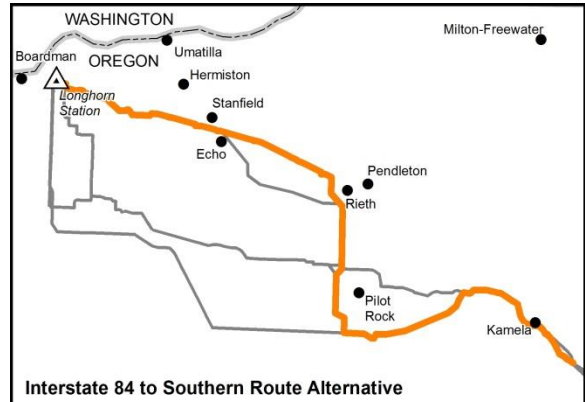 WASHINGTON
OREGON
Umatilla
Milton-Freewater
Boardman
Longhorn
Station
Hermiston
Stanfield
Echo
Pendleton
Rieth
Pilot
Rock
Kamela
Interstate 84 to Southern Route Alternative